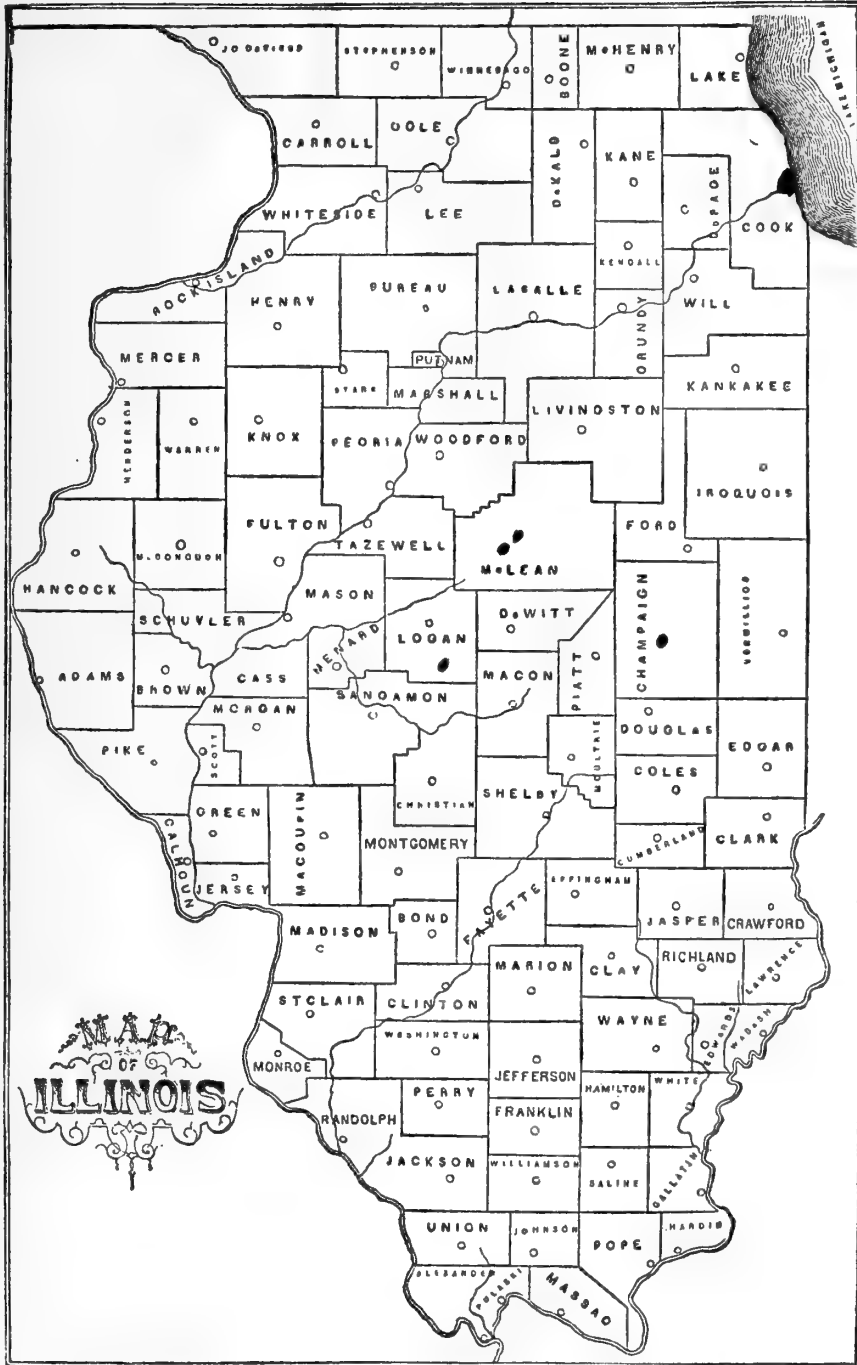 JO DAVIESS
STEPHENSON
WINNEBAGO
BOONE
McHENRY
LAKE
LAKE MICHIGAN
CARROLL
OGLE
DeKALB
KANE
DuPAGE
COOK
WHITESIDE
LEE
KENDALL
ROCK ISLAND
HENRY
BUREAU
LASALLE
GRUNDY
WILL
MERCER
PUTNAM
STARK
MARSHALL
KANKAKEE
LIVINGSTON
HENDERSON
WARREN
KNOX
PEORIA
WOODFORD
IROQUOIS
FORD
FULTON
TAZEWELL
McLEAN
HANCOCK
McDONOUGH
MASON
SCHUYLER
DeWITT
CHAMPAIGN
VERMILLION
MENARD
LOGAN
ADAMS
BROWN
CASS
MACON
PIATT
MORGAN
SANGAMON
PIKE
SCOTT
DOUGLAS
EDGAR
MOULTRIE
COLES
CHRISTIAN
SHELBY
GREEN
MACOUPIN
CALHOUN
MONTGOMERY
CUMBERLAND
CLARK
JERSEY
EFFINGHAM
FAYETTE
JASPER
CRAWFORD
BOND
MADISON
MARION
CLAY
RICHLAND
LAWRENCE
ST CLAIR
CLINTON
WAYNE
EDWARDS
WABASH
WASHINGTON
MONROE
JEFFERSON
PERRY
HAMILTON
WHITE
RANDOLPH
FRANKLIN
JACKSON
WILLIAMSON
SALINE
GALLATIN
UNION
JOHNSON
POPE
HARDIN
ALEXANDER
PULASKI
MASSAC
MAP
OF
ILLINOIS